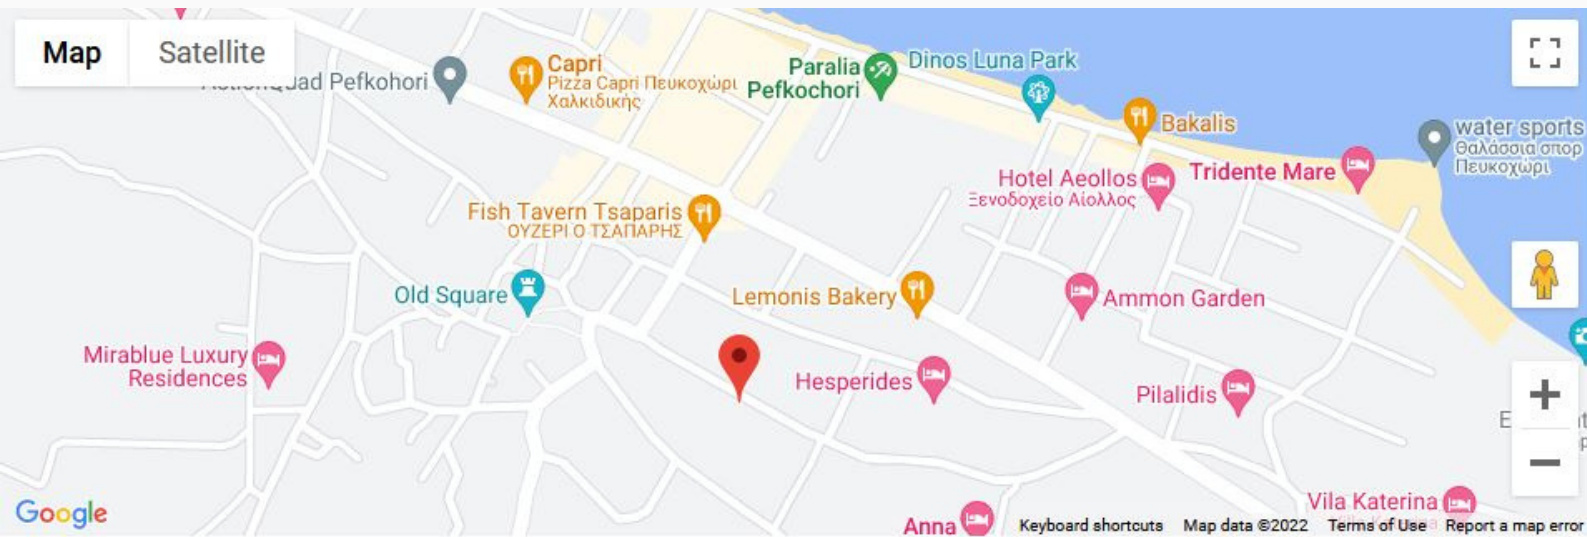 Map
Satellite
Quad Pefkohori
Capri
Pizza Capri Πευκοχώρι
Χαλκιδικής
Paralia
Pefkochori
Dinos Luna Park
Bakalis
water sports
Θαλάσσια σπορ
Πευκοχώρι
Hotel Aeollos
Ξενοδοχείο Αίολλος
Tridente Mare
Fish Tavern Tsaparis
ΟΥΖΕΡΙ Ο ΤΣΑΠΑΡΗΣ
Old Square
Lemonis Bakery
Ammon Garden
Mirablue Luxury
Residences
Hesperides
Pilalidis
Vila Katerina
Anna
Google
Keyboard shortcuts
Map data ©2022
Terms of Use
Report a map error